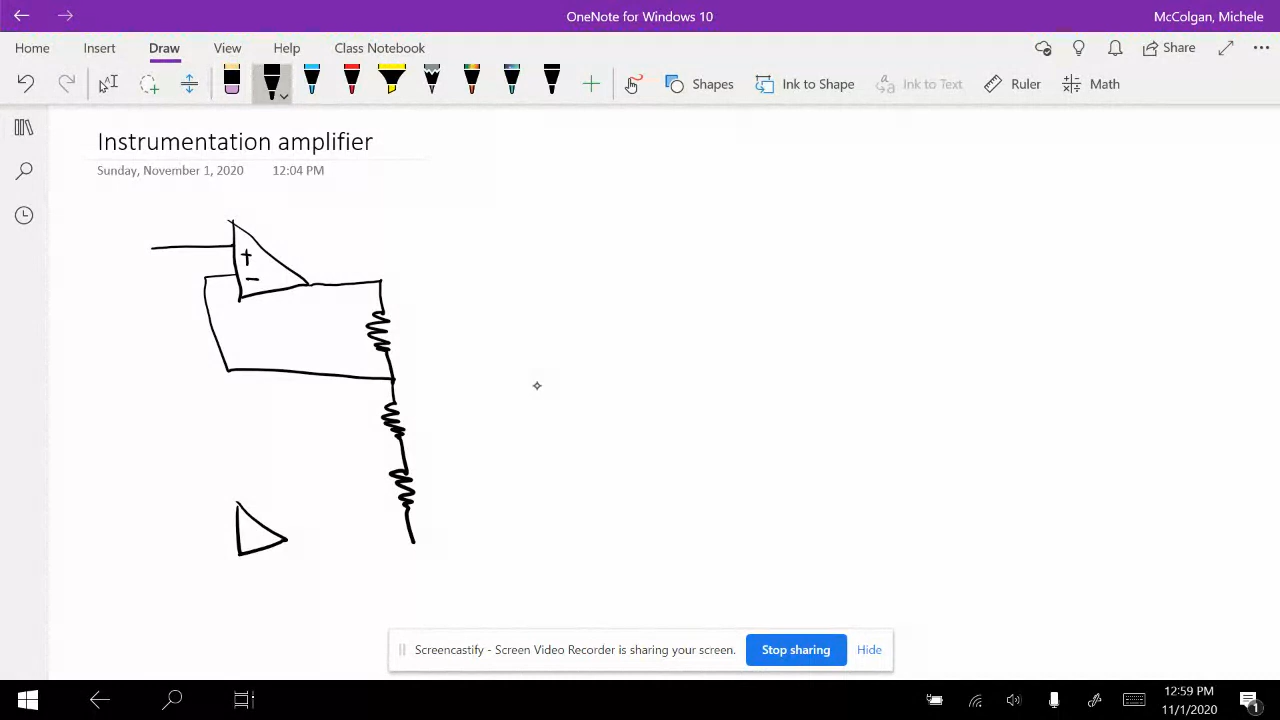 OneNote for Windows 10
McColgan, Michele
Home Insert Draw View Help Class Notebook Share
Shapes Ink to Shape Ink to Text Ruler Math
Instrumentation amplifier
Sunday, November 1, 2020 12:04 PM
+
−
Screencastify - Screen Video Recorder is sharing your screen. Stop sharing Hide
12:59 PM
11/1/2020
1